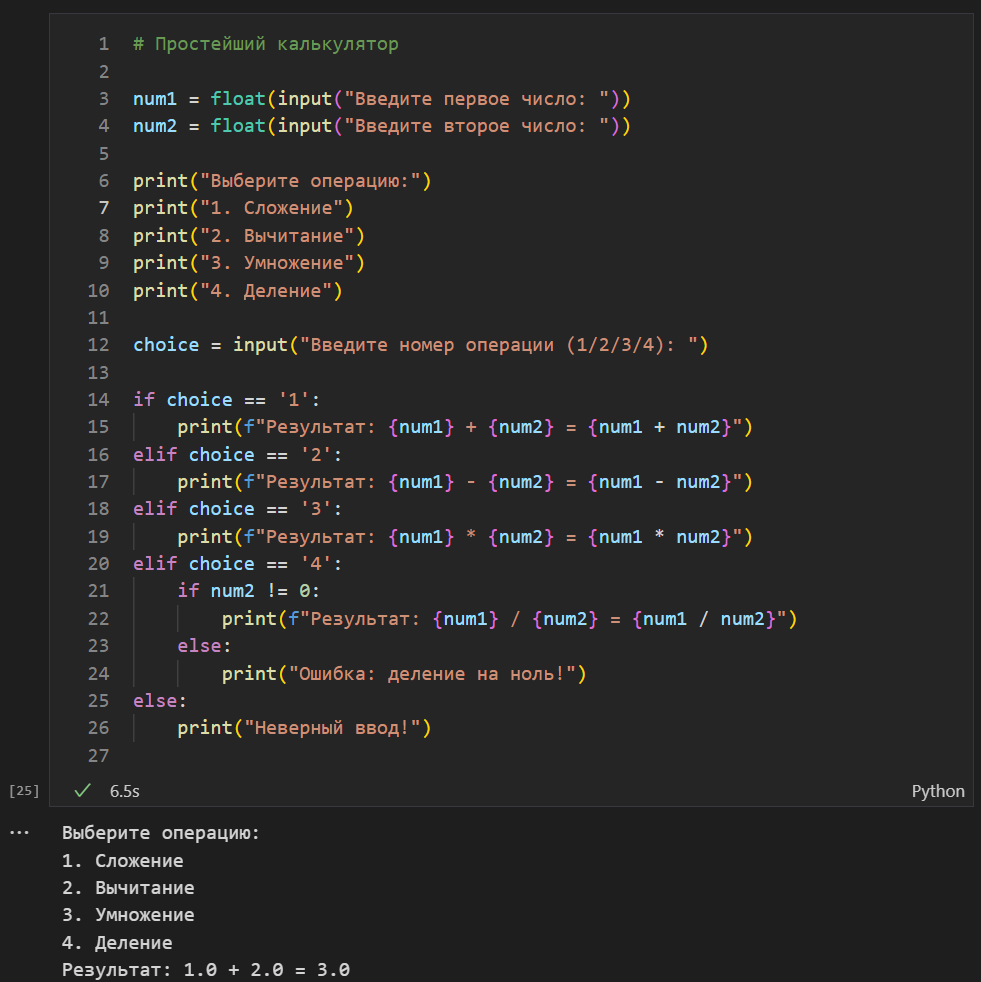 1 # Простейший калькулятор
2
3 num1 = float(input("Введите первое число: "))
4 num2 = float(input("Введите второе число: "))
5
6 print("Выберите операцию:")
7 print("1. Сложение")
8 print("2. Вычитание")
9 print("3. Умножение")
10 print("4. Деление")
11
12 choice = input("Введите номер операции (1/2/3/4): ")
13
14 if choice == '1':
15     print(f"Результат: {num1} + {num2} = {num1 + num2}")
16 elif choice == '2':
17     print(f"Результат: {num1} - {num2} = {num1 - num2}")
18 elif choice == '3':
19     print(f"Результат: {num1} * {num2} = {num1 * num2}")
20 elif choice == '4':
21     if num2 != 0:
22         print(f"Результат: {num1} / {num2} = {num1 / num2}")
23     else:
24         print("Ошибка: деление на ноль!")
25 else:
26     print("Неверный ввод!")
27
[25] 6.5s Python
... Выберите операцию:
1. Сложение
2. Вычитание
3. Умножение
4. Деление
Результат: 1.0 + 2.0 = 3.0